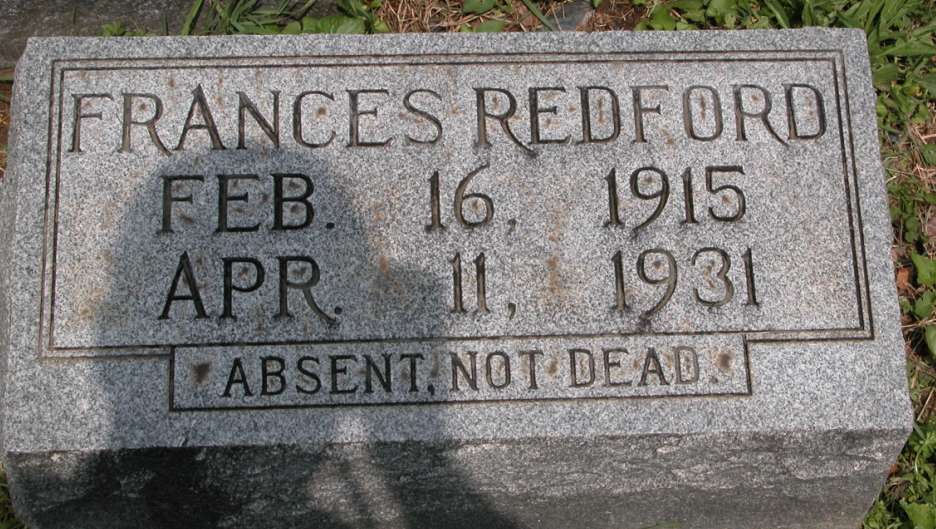 FRANCES REDFORD
FEB. 16, 1915
APR. 11, 1931
ABSENT, NOT DEAD.